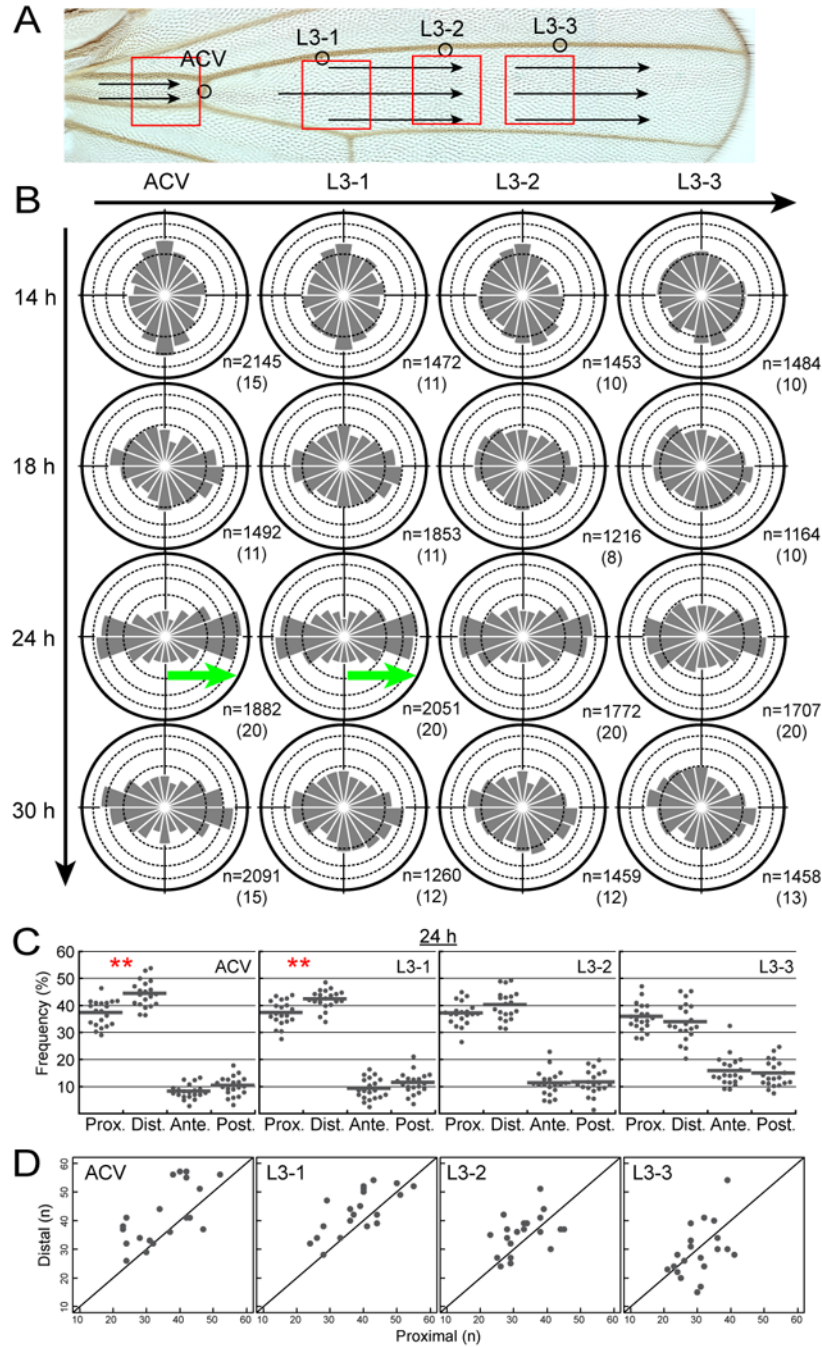 A
ACV
L3-1
L3-2
L3-3
B
ACV L3-1 L3-2 L3-3
14 h
n=2145 (15)
n=1472 (11)
n=1453 (10)
n=1484 (10)
18 h
n=1492 (11)
n=1853 (11)
n=1216 (8)
n=1164 (10)
24 h
n=1882 (20)
n=2051 (20)
n=1772 (20)
n=1707 (20)
30 h
n=2091 (15)
n=1260 (12)
n=1459 (12)
n=1458 (13)
C
24 h
Frequency (%)
60
50
40
30
20
10
** ACV
** L3-1
L3-2
L3-3
Prox. Dist. Ante. Post. Prox. Dist. Ante. Post. Prox. Dist. Ante. Post. Prox. Dist. Ante. Post.
D
ACV
L3-1
L3-2
L3-3
Distal (n)
60
50
40
30
20
10
10 20 30 40 50 60 10 20 30 40 50 60 10 20 30 40 50 60 10 20 30 40 50 60
Proximal (n)